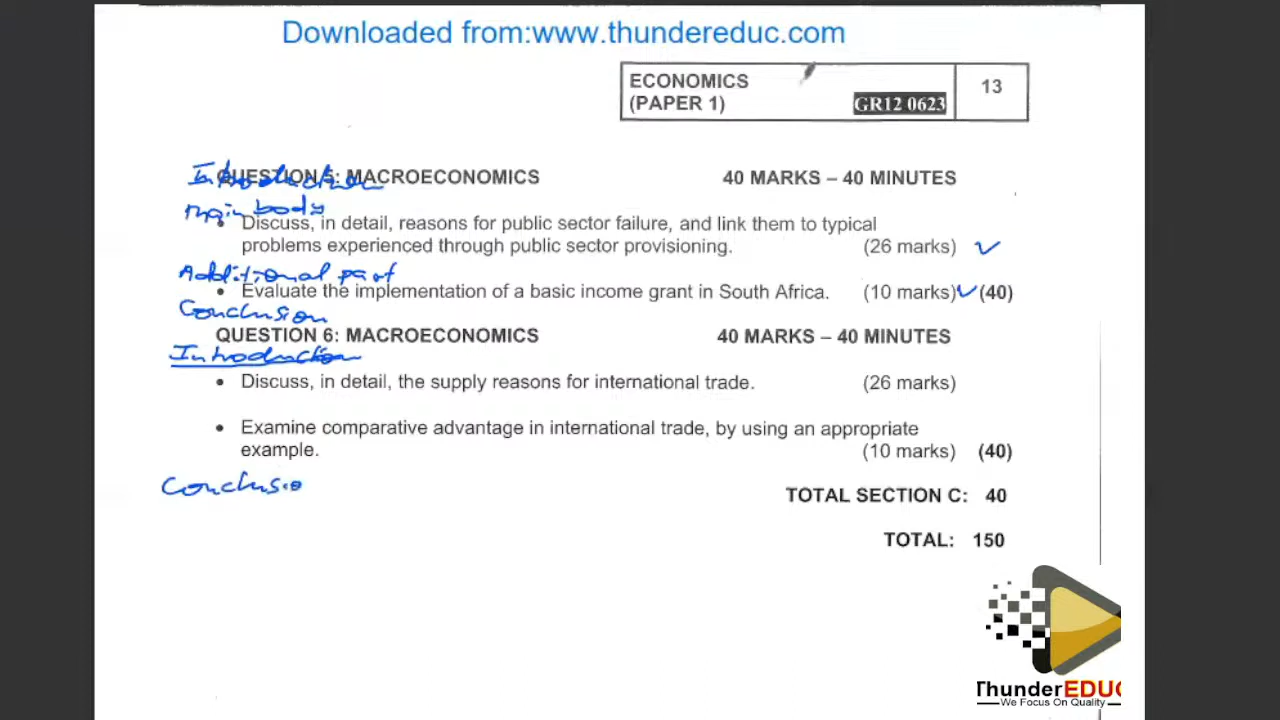 Downloaded from:www.thundereduc.com
ECONOMICS
(PAPER 1)
GR12 0623
13
Introduction
QUESTION 5: MACROECONOMICS 40 MARKS – 40 MINUTES
Main body
• Discuss, in detail, reasons for public sector failure, and link them to typical
problems experienced through public sector provisioning. (26 marks)
Additional part
• Evaluate the implementation of a basic income grant in South Africa. (10 marks) (40)
Conclusion
QUESTION 6: MACROECONOMICS 40 MARKS – 40 MINUTES
Introduction
• Discuss, in detail, the supply reasons for international trade. (26 marks)
• Examine comparative advantage in international trade, by using an appropriate
example. (10 marks) (40)
Conclusio
TOTAL SECTION C: 40
TOTAL: 150
ThunderEDUC
We Focus On Quality